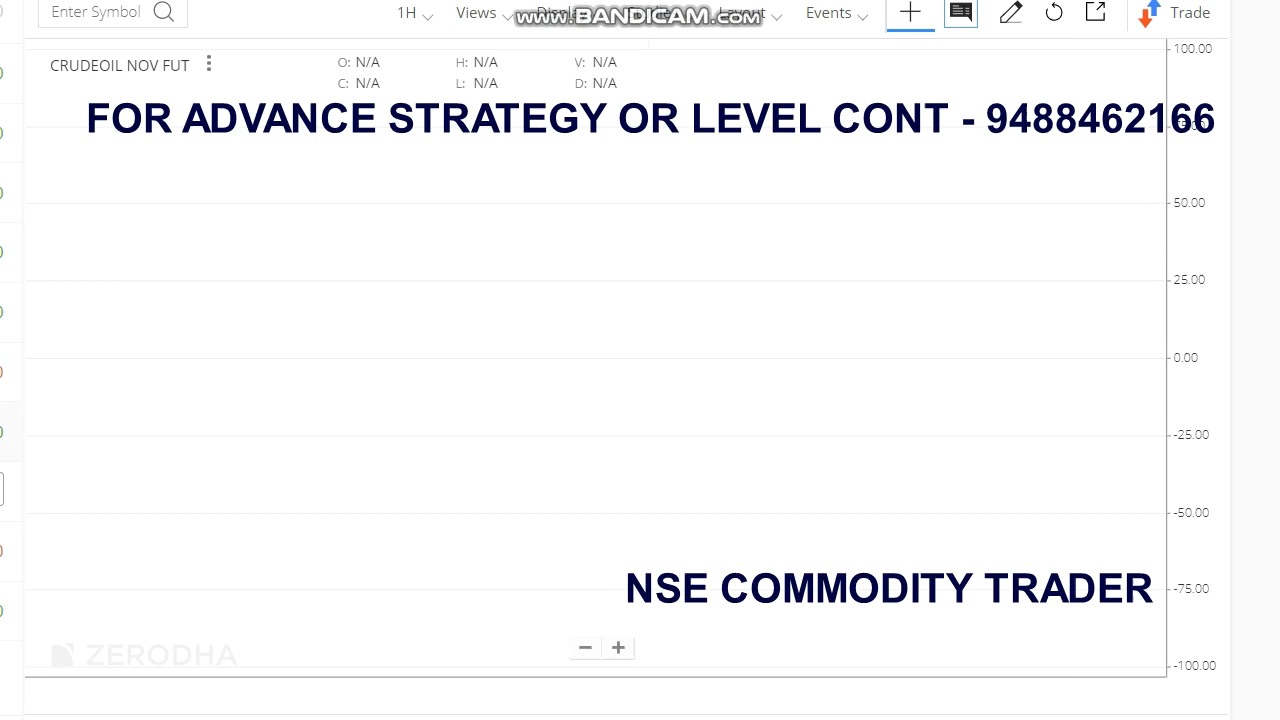 Enter Symbol 1H Views Display Layout Events Trade
www.BANDICAM.com
CRUDEOIL NOV FUT O: N/A H: N/A V: N/A
C: N/A L: N/A D: N/A
100.00
FOR ADVANCE STRATEGY OR LEVEL CONT - 9488462166
50.00
25.00
0.00
-25.00
-50.00
NSE COMMODITY TRADER
-75.00
ZERODHA
-100.00